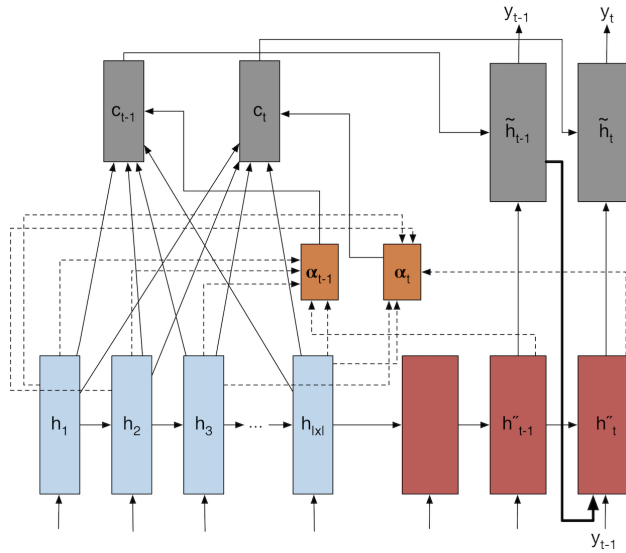 y_{t-1} y_t
c_{t-1} c_t h̃_{t-1} h̃_t
α_{t-1} α_t
h_1 h_2 h_3 ... h_{|x|} h″_{t-1} h″_t
y_{t-1}